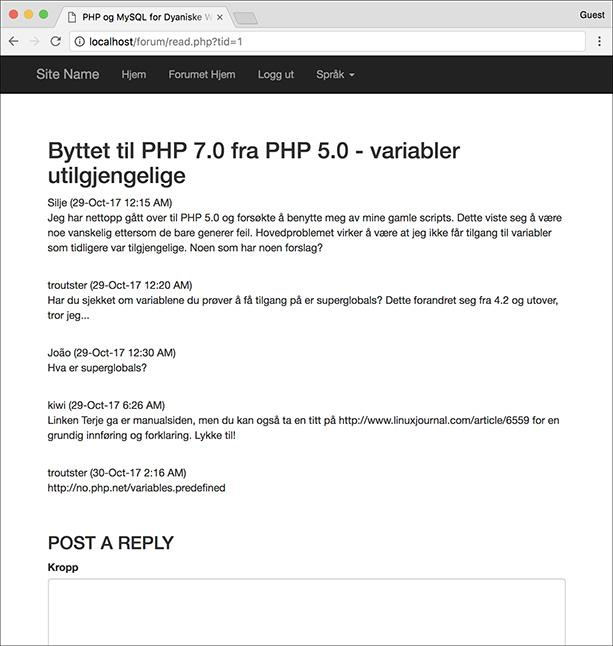 PHP og MySQL for Dyaniske W
Guest
localhost/forum/read.php?tid=1
Site Name Hjem Forumet Hjem Logg ut Språk
Byttet til PHP 7.0 fra PHP 5.0 - variabler
utilgjengelige
Silje (29-Oct-17 12:15 AM)
Jeg har nettopp gått over til PHP 5.0 og forsøkte å benytte meg av mine gamle scripts. Dette viste seg å være
noe vanskelig ettersom de bare generer feil. Hovedproblemet virker å være at jeg ikke får tilgang til variabler
som tidligere var tilgjengelige. Noen som har noen forslag?
troutster (29-Oct-17 12:20 AM)
Har du sjekket om variablene du prøver å få tilgang på er superglobals? Dette forandret seg fra 4.2 og utover,
tror jeg...
João (29-Oct-17 12:30 AM)
Hva er superglobals?
kiwi (29-Oct-17 6:26 AM)
Linken Terje ga er manualsiden, men du kan også ta en titt på http://www.linuxjournal.com/article/6559 for en
grundig innføring og forklaring. Lykke til!
troutster (30-Oct-17 2:16 AM)
http://no.php.net/variables.predefined
POST A REPLY
Kropp